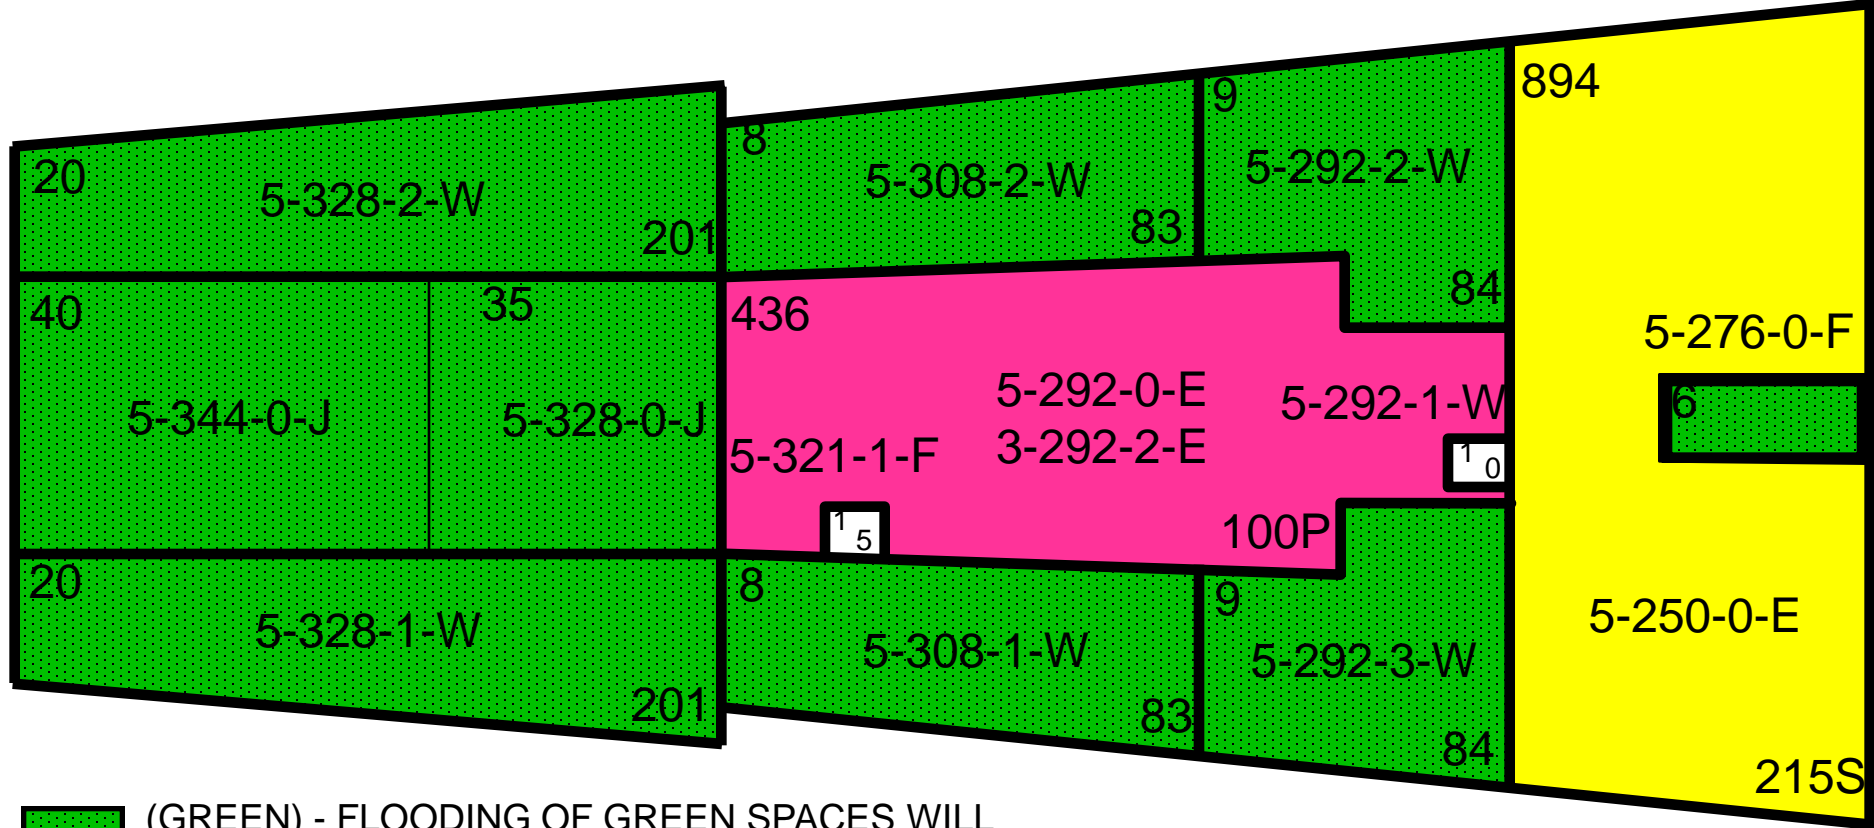 20
5-328-2-W
201
40
35
5-344-0-J
5-328-0-J
20
5-328-1-W
201
8
5-308-2-W
83
9
5-292-2-W
84
436
5-292-0-E
3-292-2-E
5-292-1-W
5-321-1-F
1
5
1
0
100P
8
5-308-1-W
83
9
5-292-3-W
84
894
5-276-0-F
6
5-250-0-E
215S
(GREEN) - FLOODING OF GREEN SPACES WILL